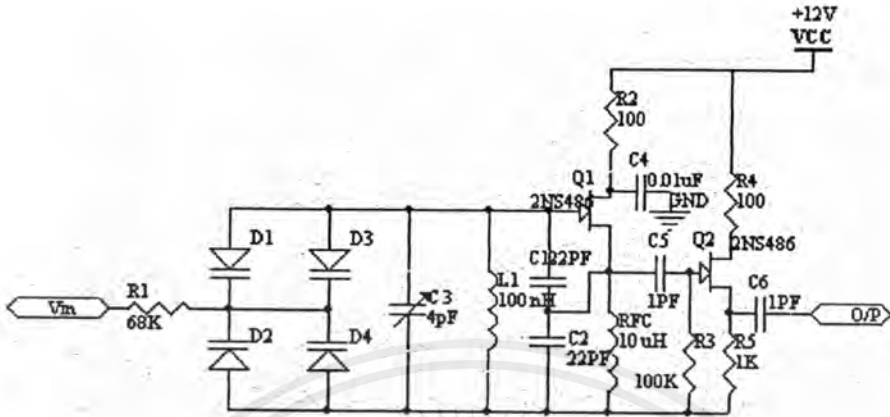 +12V
VCC
R2
100
C4
0.01uF
GND
Q1
2NS486
R4
100
Q2
2NS486
D1
D3
C5
1PF
C6
1PF
C1
22PF
L1
100 nH
Vin
R1
68K
C3
4pF
O/P
D2
D4
C2
22PF
RFC
10 uH
R3
100K
R5
1K